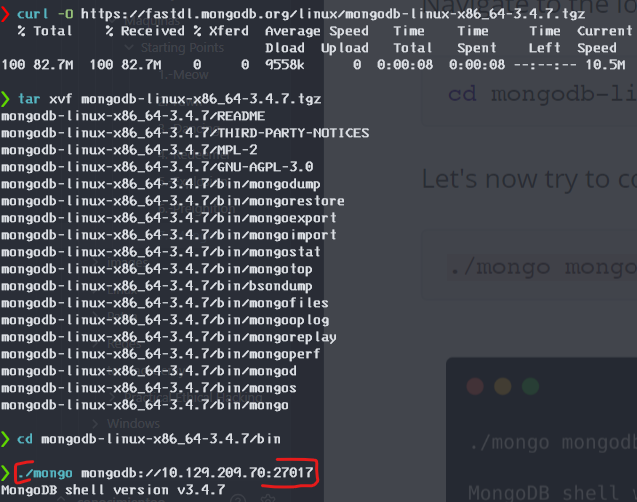 ❯ curl -O https://fastdl.mongodb.org/linux/mongodb-linux-x86_64-3.4.7.tgz
% Total % Received % Xferd Average Speed Time Time Time Current
Dload Upload Total Spent Left Speed
100 82.7M 100 82.7M 0 0 9558k 0 0:00:08 0:00:08 --:--:-- 10.5M
❯ tar xvf mongodb-linux-x86_64-3.4.7.tgz
mongodb-linux-x86_64-3.4.7/README
mongodb-linux-x86_64-3.4.7/THIRD-PARTY-NOTICES
mongodb-linux-x86_64-3.4.7/MPL-2
mongodb-linux-x86_64-3.4.7/GNU-AGPL-3.0
mongodb-linux-x86_64-3.4.7/bin/mongodump
mongodb-linux-x86_64-3.4.7/bin/mongorestore
mongodb-linux-x86_64-3.4.7/bin/mongoexport
mongodb-linux-x86_64-3.4.7/bin/mongoimport
mongodb-linux-x86_64-3.4.7/bin/mongostat
mongodb-linux-x86_64-3.4.7/bin/mongotop
mongodb-linux-x86_64-3.4.7/bin/bsondump
mongodb-linux-x86_64-3.4.7/bin/mongofiles
mongodb-linux-x86_64-3.4.7/bin/mongooplog
mongodb-linux-x86_64-3.4.7/bin/mongoreplay
mongodb-linux-x86_64-3.4.7/bin/mongoperf
mongodb-linux-x86_64-3.4.7/bin/mongod
mongodb-linux-x86_64-3.4.7/bin/mongos
mongodb-linux-x86_64-3.4.7/bin/mongo
❯ cd mongodb-linux-x86_64-3.4.7/bin
❯ ./mongo mongodb://10.129.209.70:27017
MongoDB shell version v3.4.7
Starting Points
1.-Meow
Practical Ethical Hacking
Windows
Navigate to the lo
cd mongodb-li
Let's now try to co
./mongo mongo
./mongo mongod
MongoDB shell v